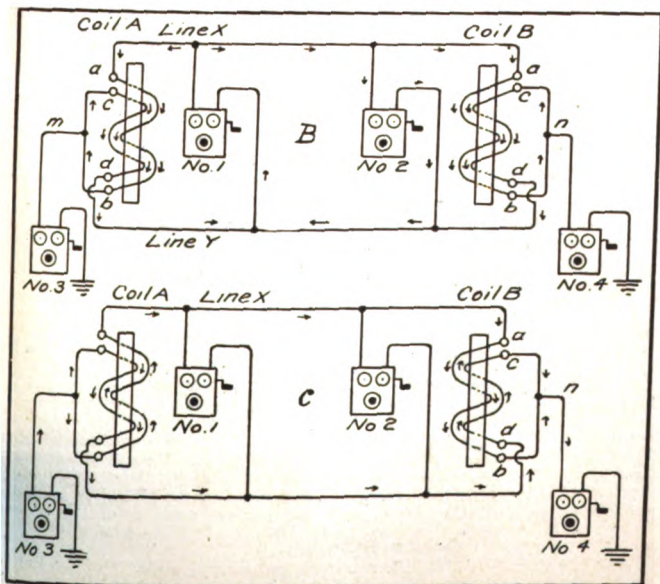 Coil A Line X Coil B
a a
c c
m n
B
No. 1 No 2
d d
b b
Line Y
No. 3 No. 4
Coil A Line X Coil B
a
c
n
C
No. 1 No 2
d
b
No 3 No 4